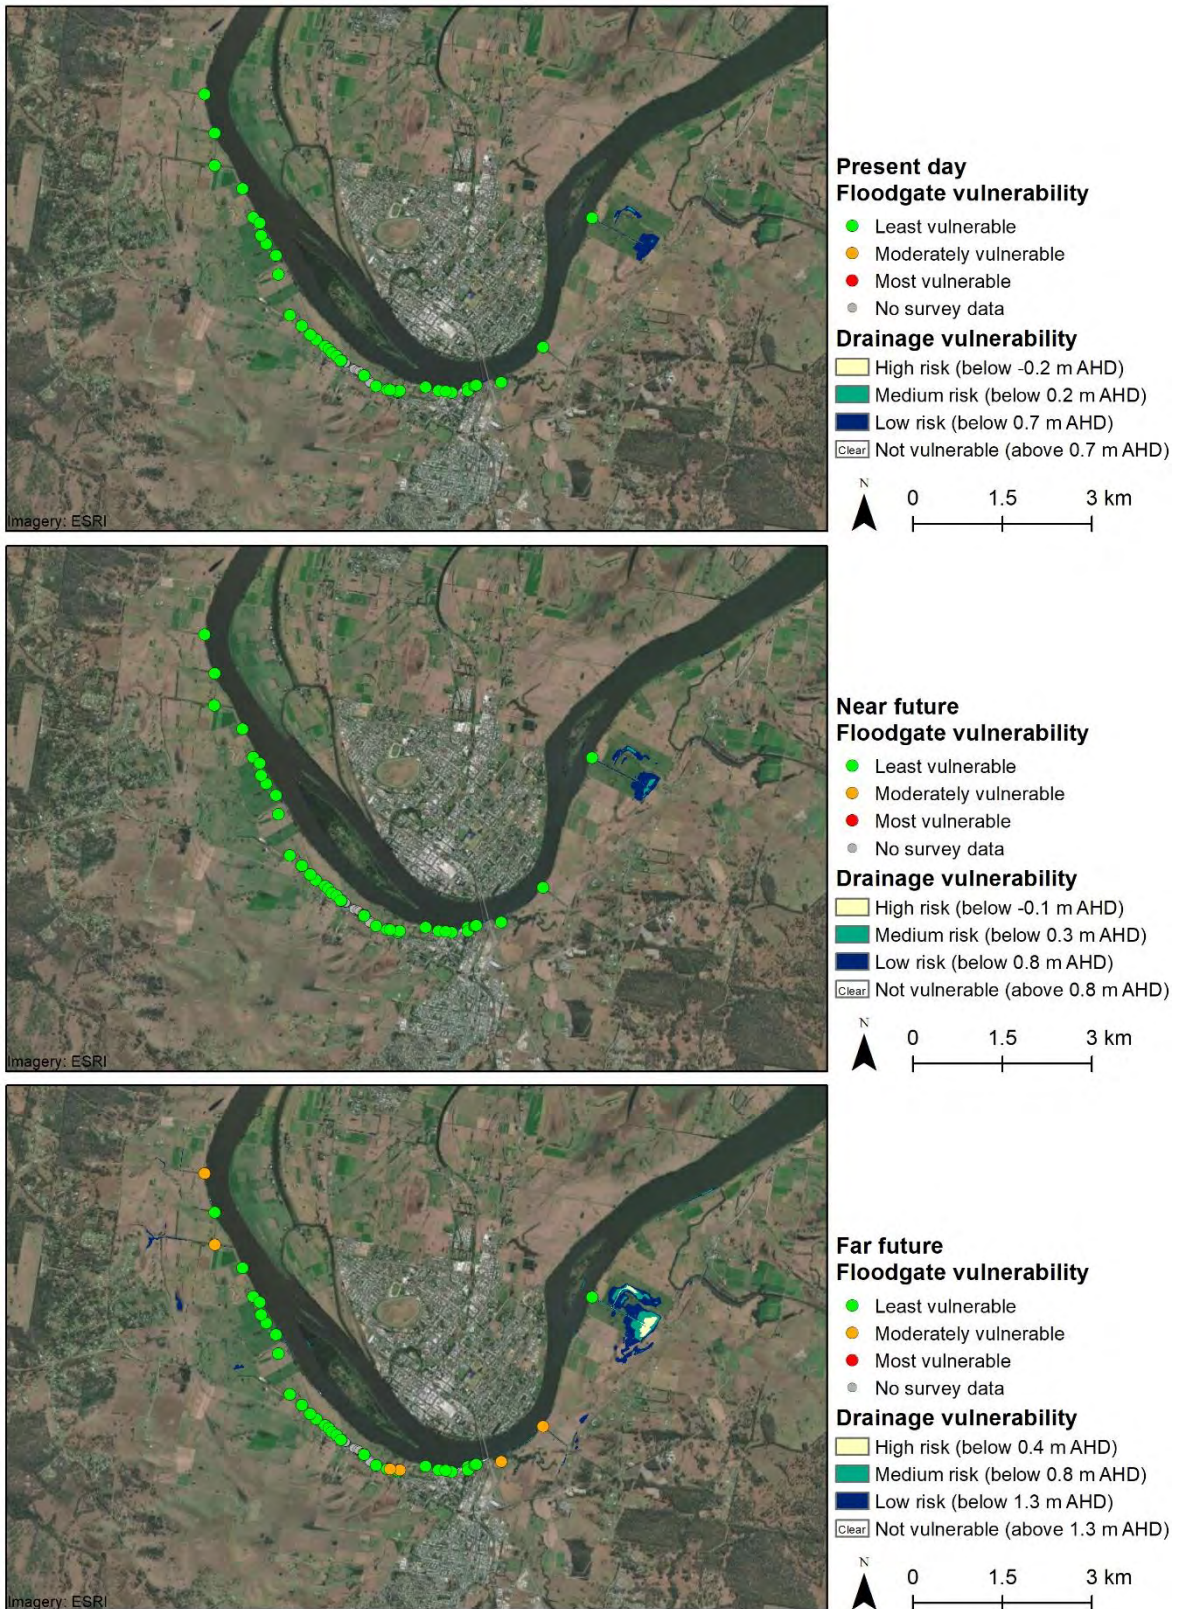 Present day
Floodgate vulnerability
Least vulnerable
Moderately vulnerable
Most vulnerable
No survey data
Drainage vulnerability
High risk (below -0.2 m AHD)
Medium risk (below 0.2 m AHD)
Low risk (below 0.7 m AHD)
Clear Not vulnerable (above 0.7 m AHD)
N
0 1.5 3 km
Imagery: ESRI
Near future
Floodgate vulnerability
Least vulnerable
Moderately vulnerable
Most vulnerable
No survey data
Drainage vulnerability
High risk (below -0.1 m AHD)
Medium risk (below 0.3 m AHD)
Low risk (below 0.8 m AHD)
Clear Not vulnerable (above 0.8 m AHD)
N
0 1.5 3 km
Imagery: ESRI
Far future
Floodgate vulnerability
Least vulnerable
Moderately vulnerable
Most vulnerable
No survey data
Drainage vulnerability
High risk (below 0.4 m AHD)
Medium risk (below 0.8 m AHD)
Low risk (below 1.3 m AHD)
Clear Not vulnerable (above 1.3 m AHD)
N
0 1.5 3 km
Imagery: ESRI